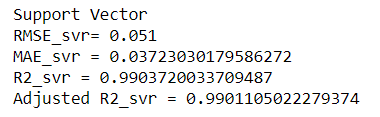 Support Vector
RMSE_svr= 0.051
MAE_svr = 0.03723030179586272
R2_svr = 0.9903720033709487
Adjusted R2_svr = 0.9901105022279374